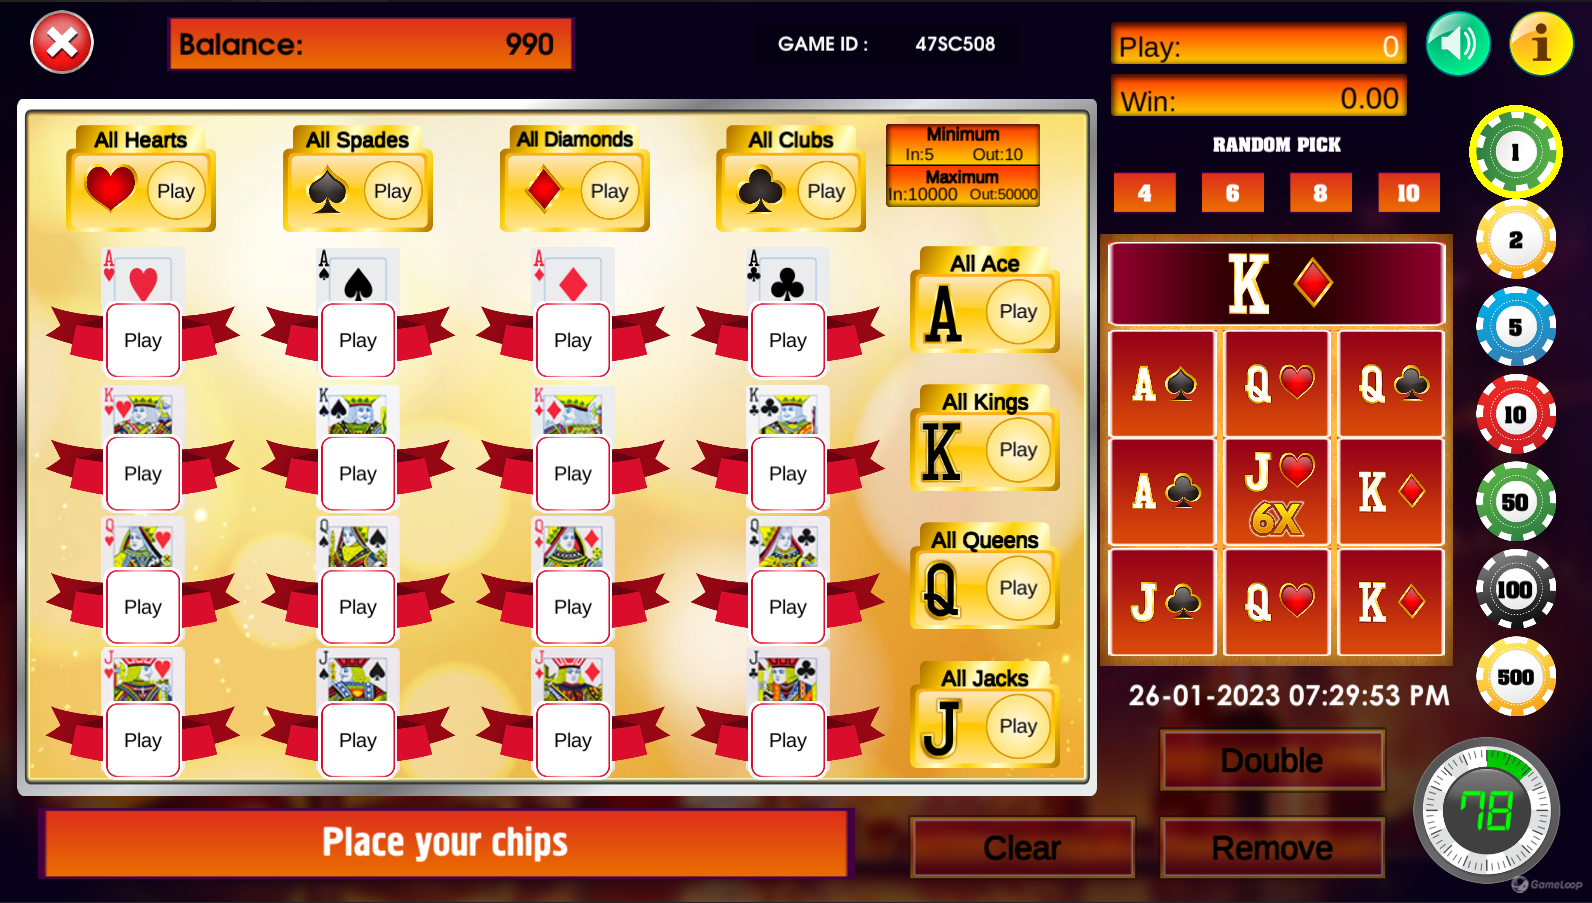 Balance: 990
GAME ID : 47SC508
Play: 0
Win: 0.00
All Hearts
Play
All Spades
Play
All Diamonds
Play
All Clubs
Play
Minimum
In:5 Out:10
Maximum
In:10000 Out:50000
RANDOM PICK
4 6 8 10
A A A A
Play Play Play Play
K K K K
Play Play Play Play
Q Q Q Q
Play Play Play Play
J J J J
Play Play Play Play
All Ace
A Play
All Kings
K Play
All Queens
Q Play
All Jacks
J Play
K
A Q Q
A J K
6X
J Q K
26-01-2023 07:29:53 PM
1
2
5
10
50
100
500
Double
Place your chips
Clear
Remove
78
GameLoop